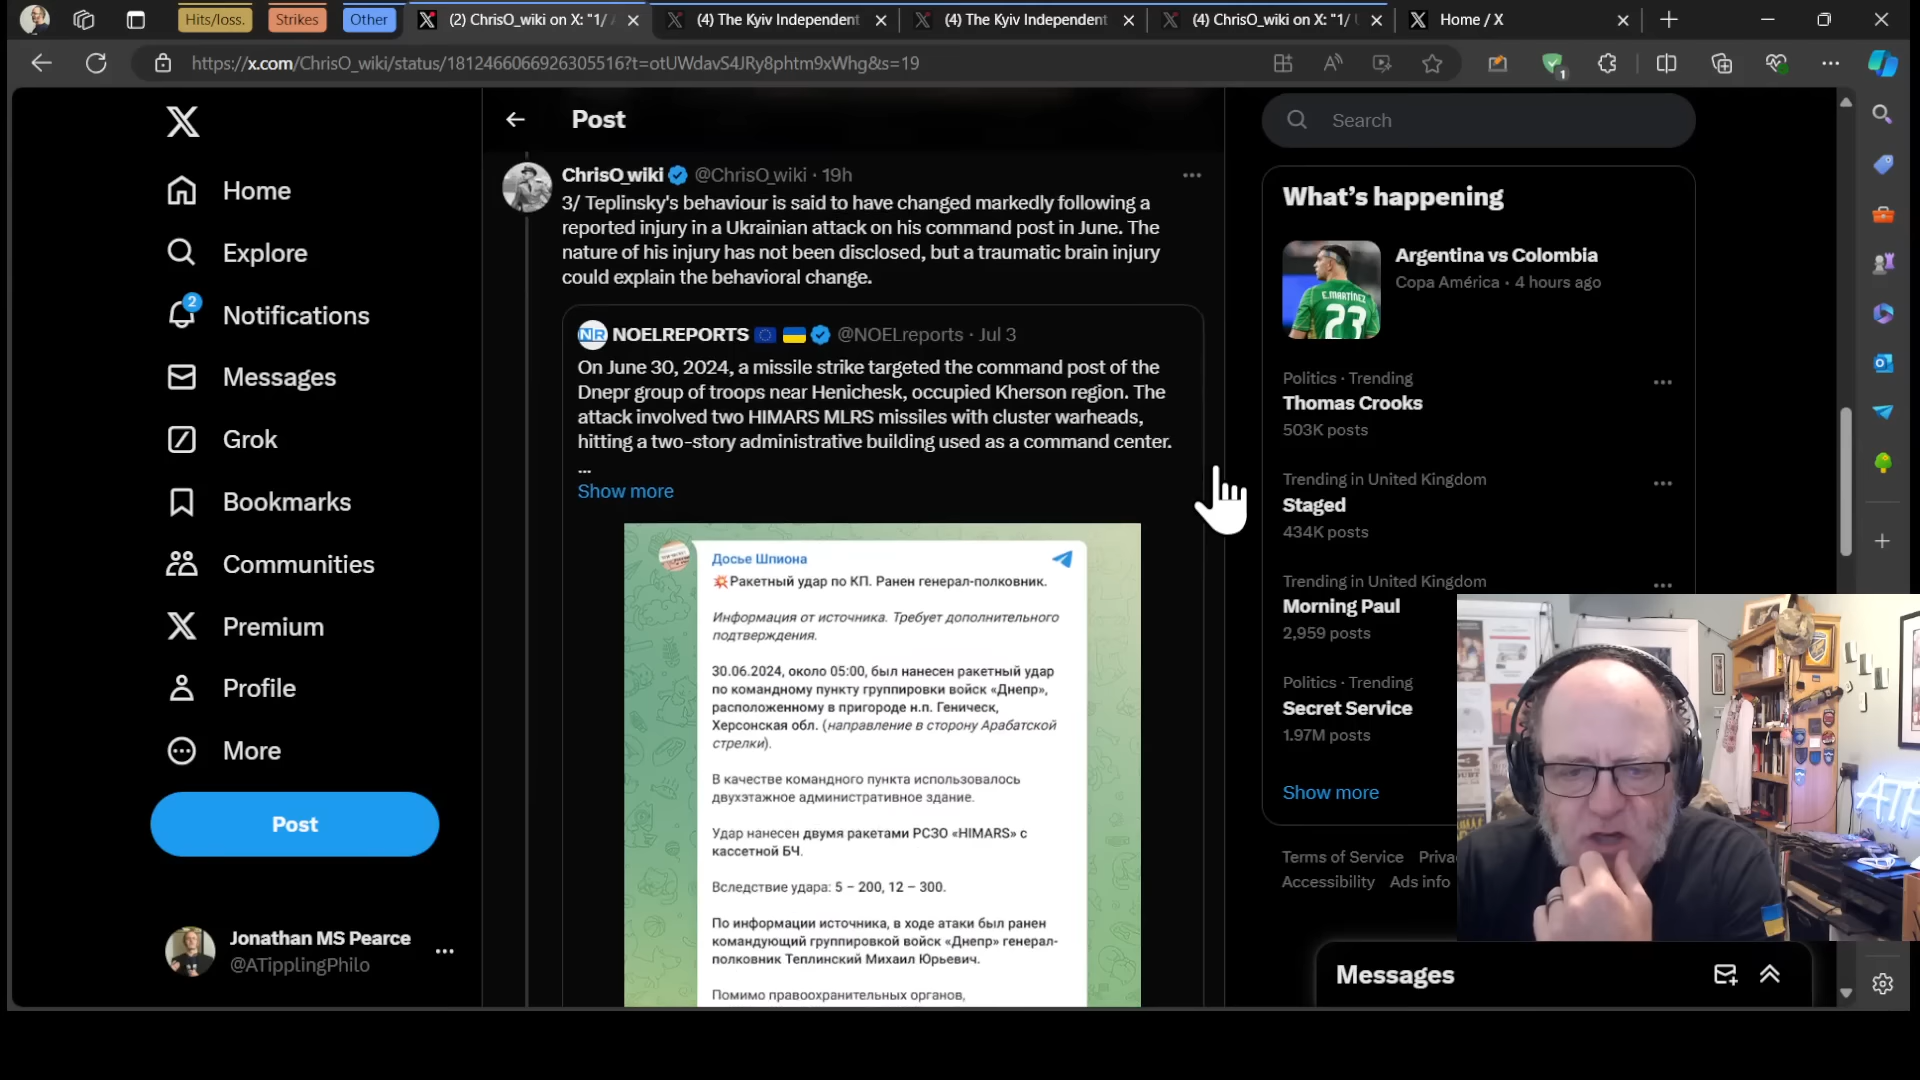 Hits/loss.
Strikes
Other
(2) ChrisO_wiki on X: "1/
(4) The Kyiv Independent
(4) The Kyiv Independent
(4) ChrisO_wiki on X: "1/
Home / X
https://x.com/ChrisO_wiki/status/1812466066926305516?t=otUWdavS4JRy8phtm9xWhg&s=19
1
Home
Explore
2
Notifications
Messages
Grok
Bookmarks
Communities
Premium
Profile
More
Post
Jonathan MS Pearce
@ATipplingPhilo
Post
ChrisO_wiki @ChrisO_wiki · 19h
3/ Teplinsky's behaviour is said to have changed markedly following a
reported injury in a Ukrainian attack on his command post in June. The
nature of his injury has not been disclosed, but a traumatic brain injury
could explain the behavioral change.
NR NOELREPORTS @NOELreports · Jul 3
On June 30, 2024, a missile strike targeted the command post of the
Dnepr group of troops near Henichesk, occupied Kherson region. The
attack involved two HIMARS MLRS missiles with cluster warheads,
hitting a two-story administrative building used as a command center.
...
Show more
Досье Шпиона
Ракетный удар по КП. Ранен генерал-полковник.
Информация от источника. Требует дополнительного
подтверждения.
30.06.2024, около 05:00, был нанесен ракетный удар
по командному пункту группировки войск «Днепр»,
расположенному в пригороде н.п. Геническ,
Херсонская обл. (направление в сторону Арабатской
стрелки).
В качестве командного пункта использовалось
двухэтажное административное здание.
Удар нанесен двумя ракетами РСЗО «HIMARS» с
кассетной БЧ.
Вследствие удара: 5 – 200, 12 – 300.
По информации источника, в ходе атаки был ранен
командующий группировкой войск «Днепр» генерал-
полковник Теплинский Михаил Юрьевич.
Помимо правоохранительных органов,
Search
What's happening
E.MARTÍNEZ
23
Argentina vs Colombia
Copa América · 4 hours ago
Politics · Trending
Thomas Crooks
503K posts
Trending in United Kingdom
Staged
434K posts
Trending in United Kingdom
Morning Paul
2,959 posts
Politics · Trending
Secret Service
1.97M posts
Show more
Terms of Service Priva
Accessibility Ads info
ATP
Messages